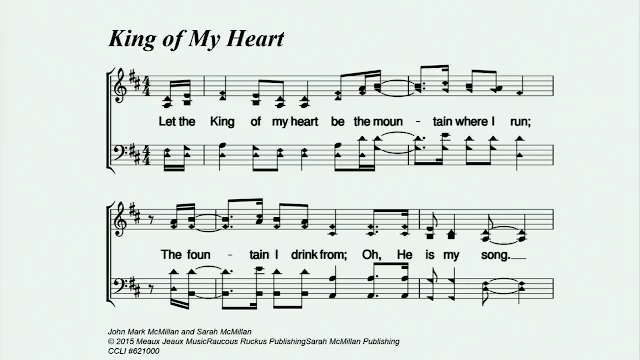 King of My Heart
Let the King of my heart be the moun - tain where I run;
The foun - tain I drink from; Oh, He is my song.
John Mark McMillan and Sarah McMillan
© 2015 Meaux Jeaux MusicRaucous Ruckus PublishingSarah McMillan Publishing
CCLI #621000